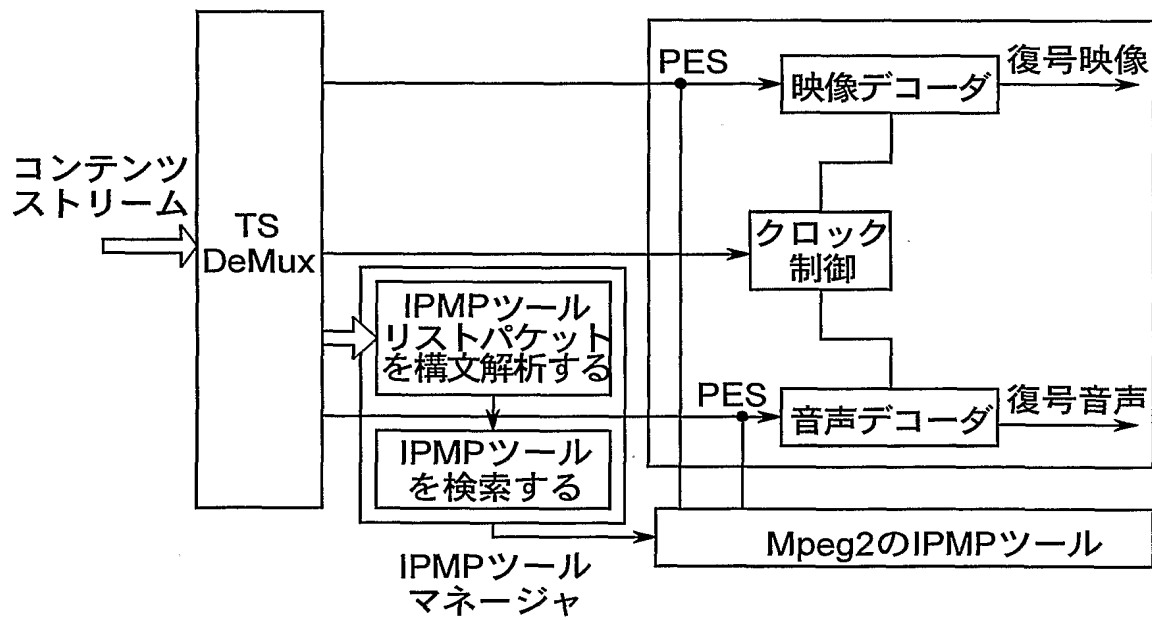 コンテンツ
ストリーム
TS
DeMux
PES
映像デコーダ
復号映像
クロック
制御
IPMPツール
リストパケット
を構文解析する
PES
音声デコーダ
復号音声
IPMPツール
を検索する
Mpeg2のIPMPツール
IPMPツール
マネージャ